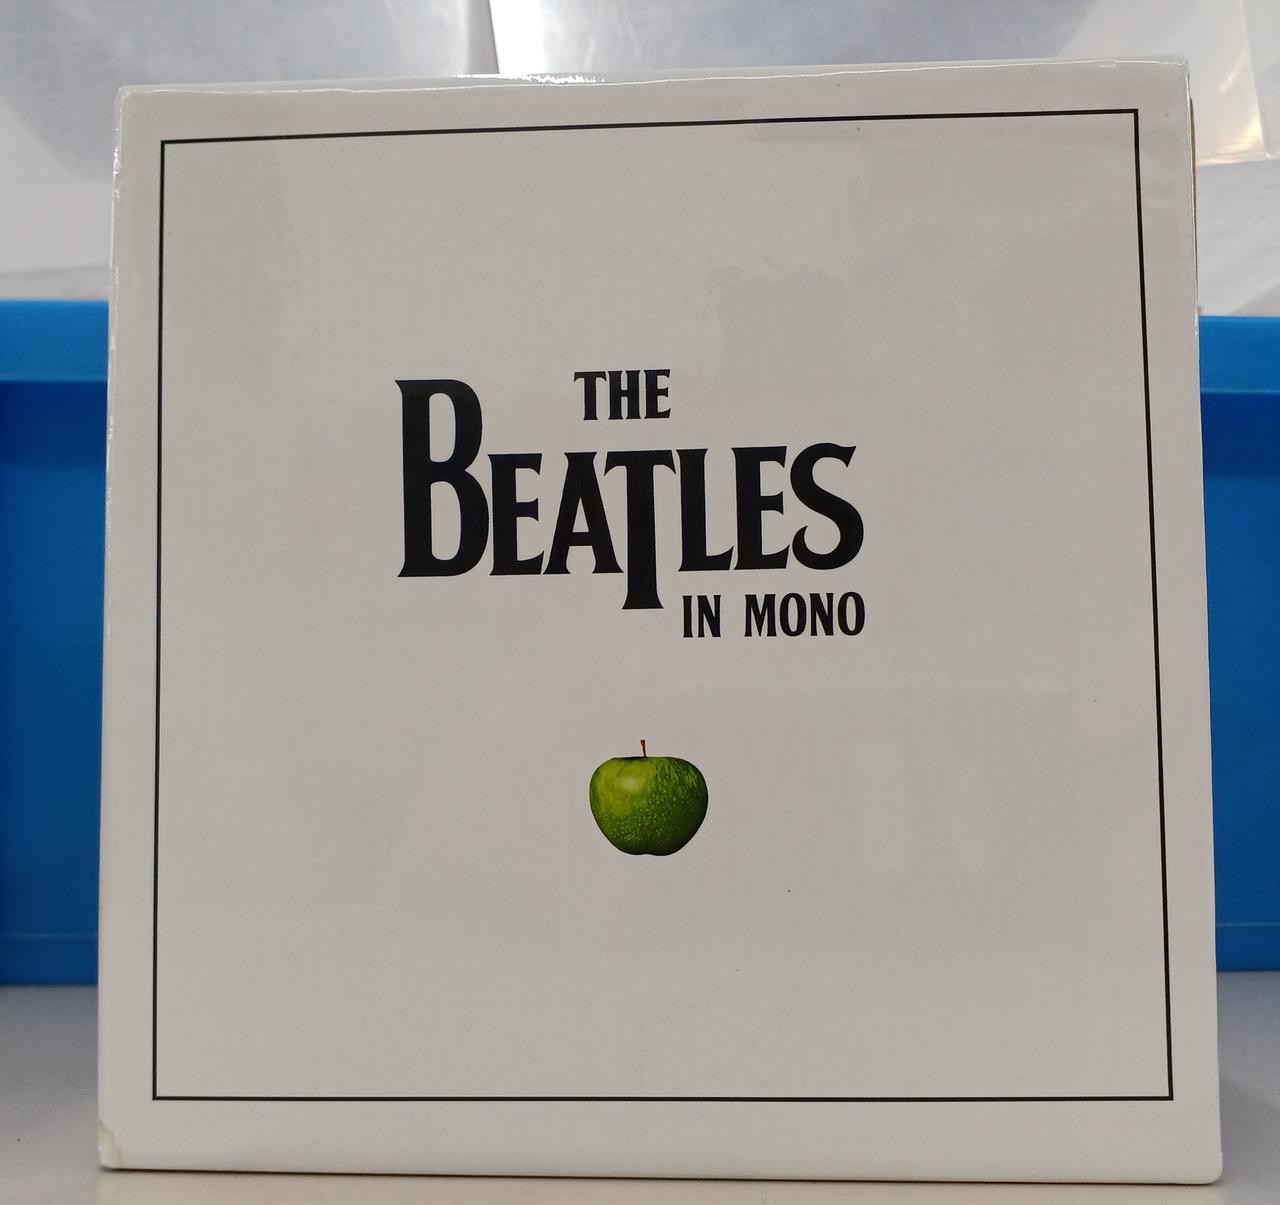 THE
BEATLES
IN MONO